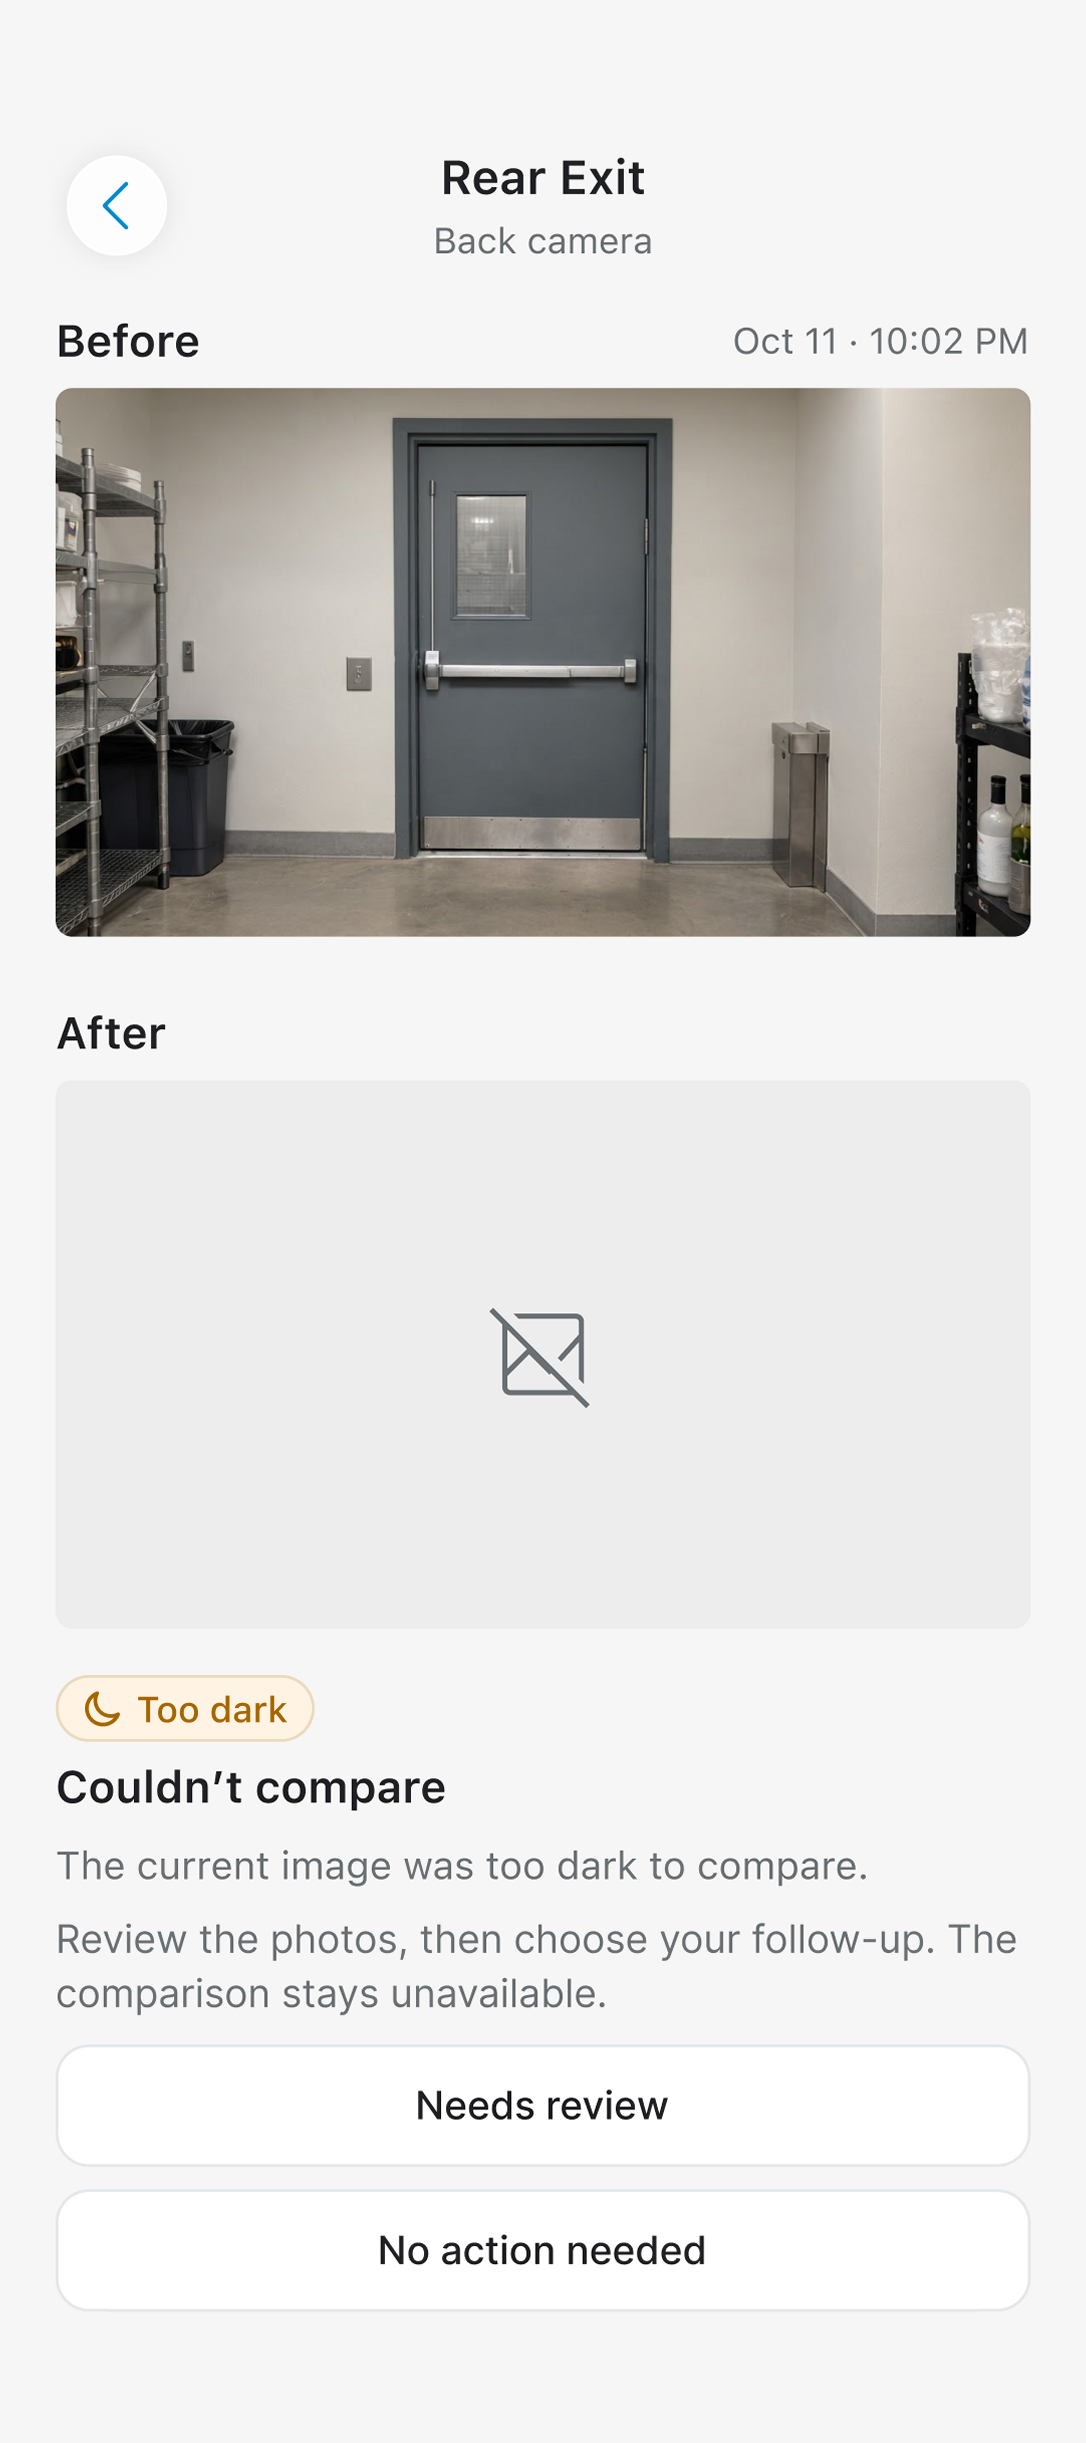 Rear Exit
Back camera
Before
Oct 11 · 10:02 PM
After
Too dark
Couldn’t compare
The current image was too dark to compare.
Review the photos, then choose your follow-up. The
comparison stays unavailable.
Needs review
No action needed